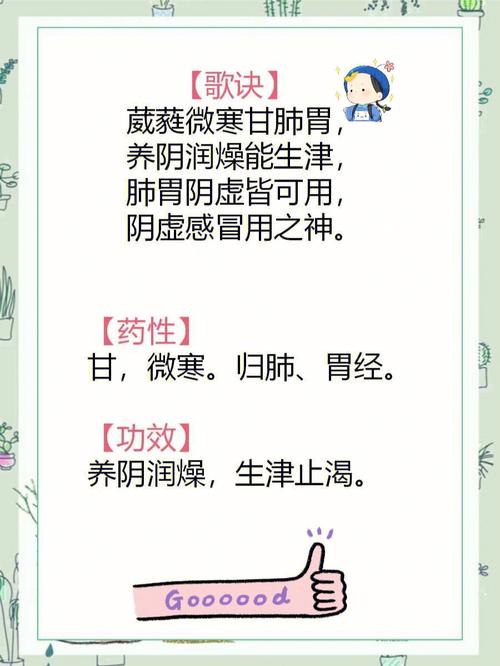 【歌诀】
葳蕤微寒甘肺胃，
养阴润燥能生津，
肺胃阴虚皆可用，
阴虚感冒用之神。
【药性】
甘，微寒。归肺、胃经。
【功效】
养阴润燥，生津止渴。
Goooood